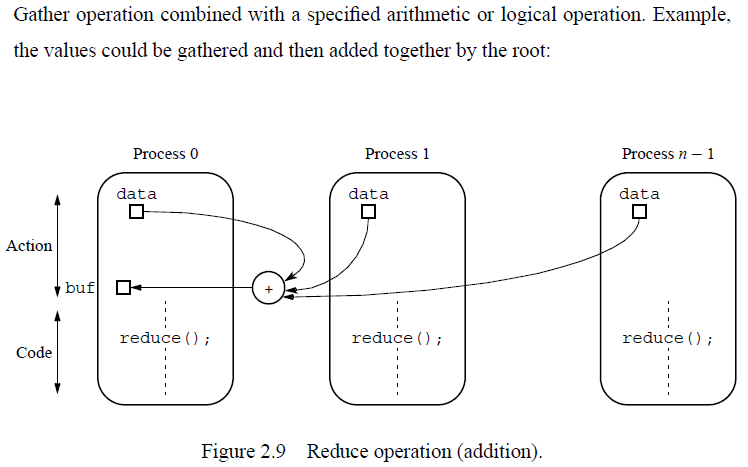 Gather operation combined with a specified arithmetic or logical operation. Example,
the values could be gathered and then added together by the root:
Process 0
Process 1
Process n − 1
data
data
data
Action
buf
+
reduce();
reduce();
reduce();
Code
Figure 2.9 Reduce operation (addition).